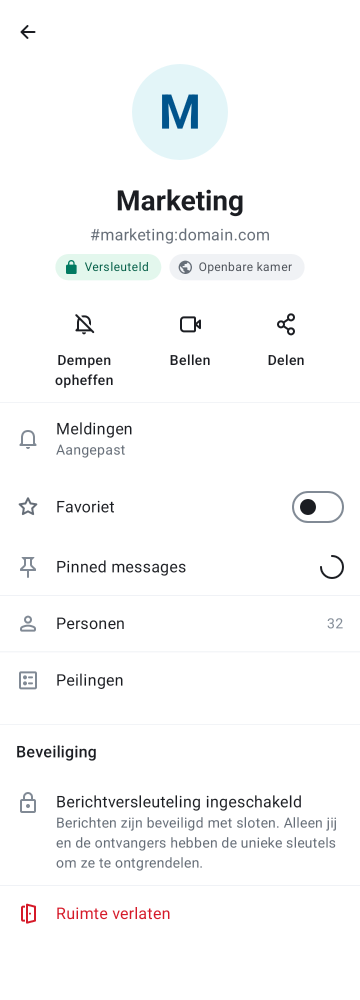 M
Marketing
#marketing:domain.com
Versleuteld
Openbare kamer
Dempen
opheffen
Bellen
Delen
Meldingen
Aangepast
Favoriet
Pinned messages
Personen
32
Peilingen
Beveiliging
Berichtversleuteling ingeschakeld
Berichten zijn beveiligd met sloten. Alleen jij
en de ontvangers hebben de unieke sleutels
om ze te ontgrendelen.
Ruimte verlaten